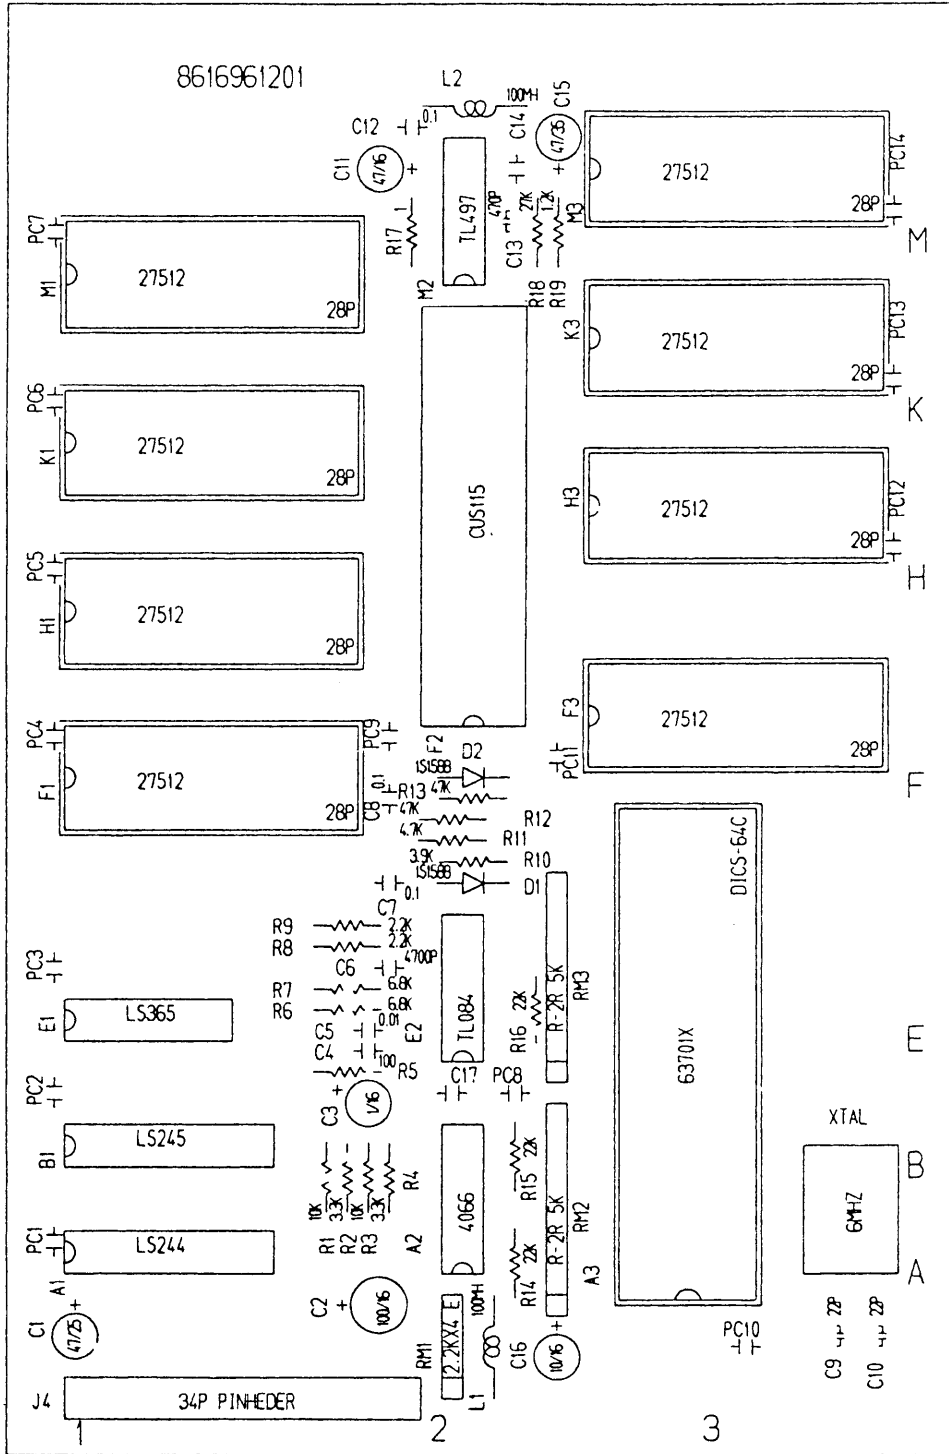 8616961201
L2
100MH
C15
C12
0.1
C14
47/35
C11
47/16
27512
28P
PC14
M
R17
1
TL497
470P
C13
27K
1.2K
M3
M2
R18
R19
PC7
M1
27512
28P
K3
27512
28P
PC13
K
PC6
K1
27512
28P
CUS115
H3
27512
28P
PC12
H
PC5
H1
27512
28P
F3
27512
28P
PC11
F
PC4
F1
27512
28P
PC9
F2
D2
1S1588
C8
0.1
R13
47K
47K
R12
4.7K
R11
3.9K
R10
1S1588
D1
0.1
C7
R9
2.2K
R8
2.2K
4700P
C6
R7
6.8K
R6
6.8K
0.01
C5
C4
100
R5
E2
TL084
R16
22K
R-2R 5K
RM3
DICS-64C
63701X
E
PC3
E1
LS365
PC2
C3
1/16
C17
PC8
B1
LS245
10K
3.3K
10K
3.3K
R4
R1
R2
R3
A2
4066
R15
22K
R14
22K
R-2R 5K
RM2
A3
XTAL
6MHZ
B
A
PC1
LS244
A1
C1
47/25
C2
100/16
RM1
2.2KX4 E
100MH
L1
C16
10/16
PC10
C9
22P
C10
22P
J4
34P PINHEDER
1
2
3